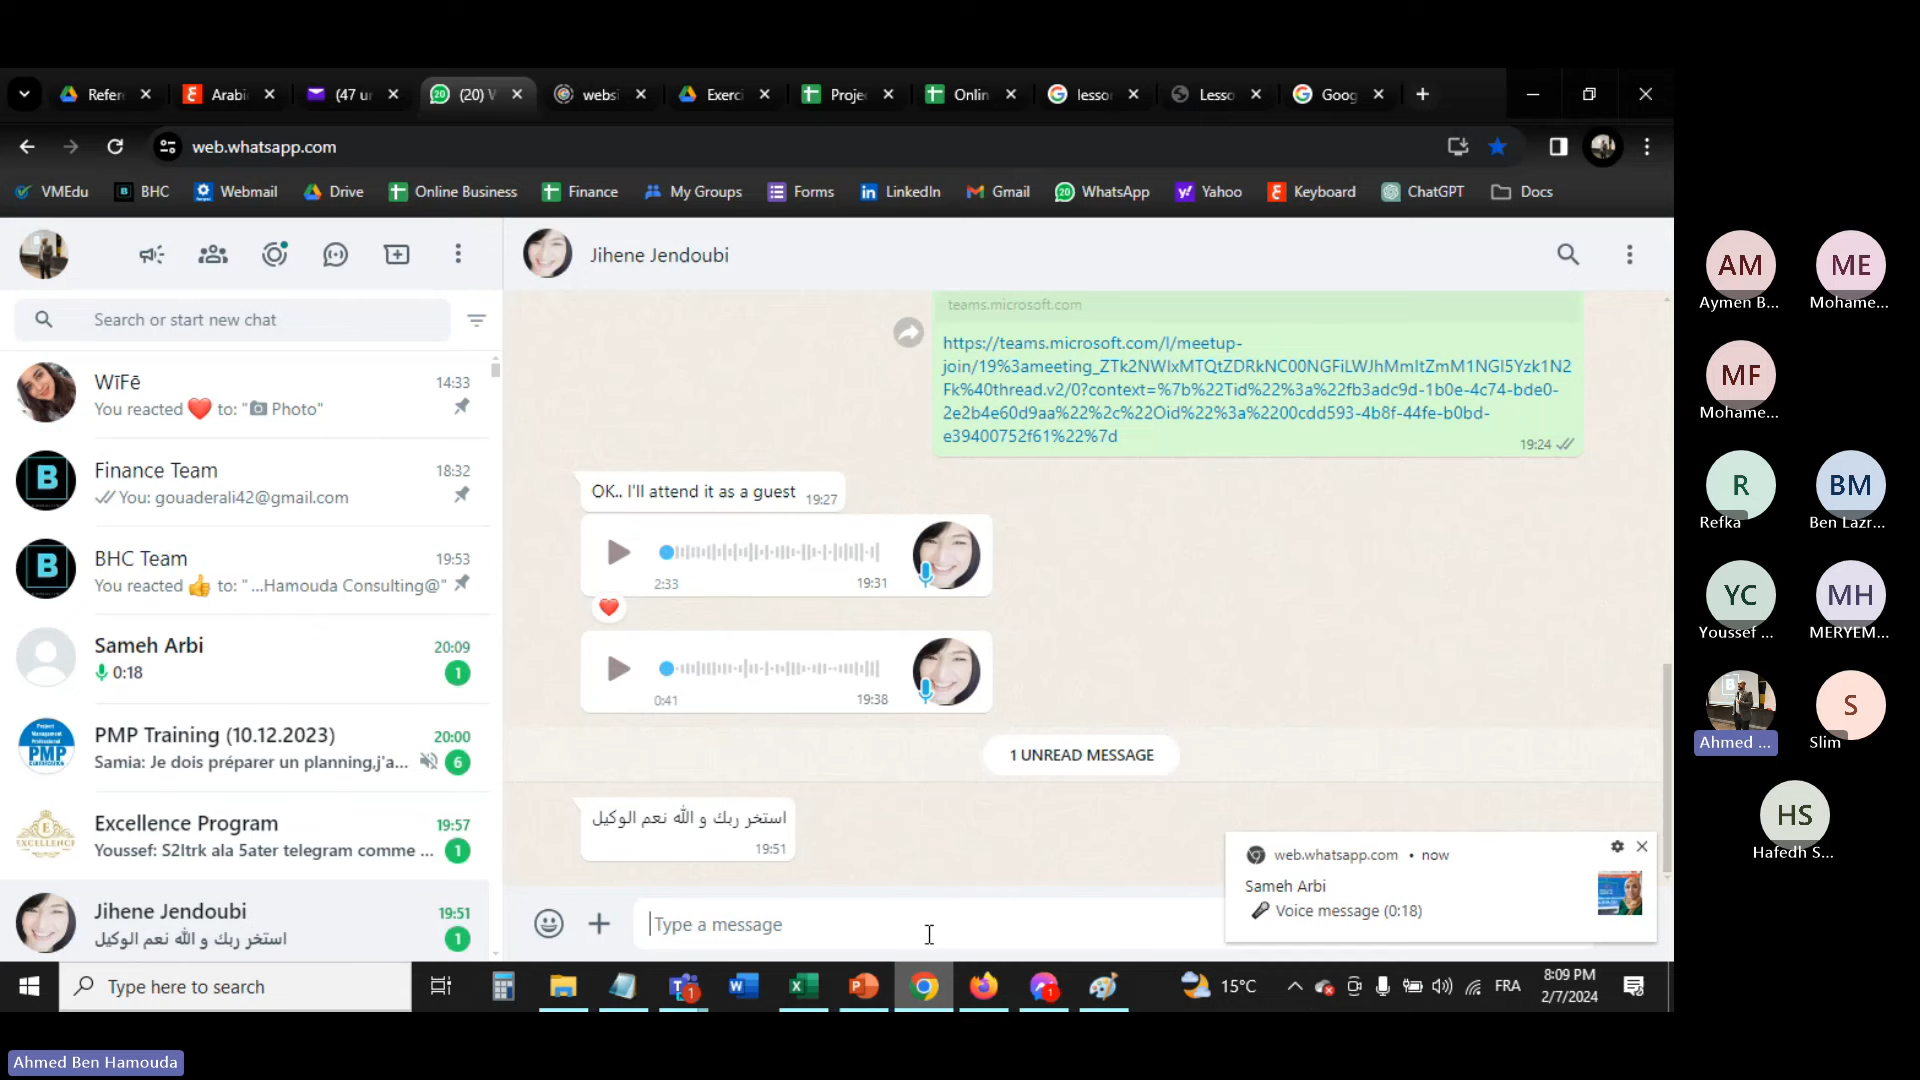 Refer
Arabi
(47 u
(20) V
websi
Exerci
Proje
Onlin
lesso
Lesso
Goog
web.whatsapp.com
VMEdu
BHC
Webmail
Drive
Online Business
Finance
My Groups
Forms
LinkedIn
Gmail
WhatsApp
Yahoo
Keyboard
ChatGPT
Docs
Jihene Jendoubi
Search or start new chat
WīFē
14:33
You reacted ❤️ to: "📷 Photo"
Finance Team
18:32
You: gouaderali42@gmail.com
BHC Team
19:53
You reacted 👍 to: "...Hamouda Consulting@"
Sameh Arbi
20:09
0:18
1
PMP Training (10.12.2023)
20:00
Samia: Je dois préparer un planning,j'a...
6
Excellence Program
19:57
Youssef: S2ltrk ala 5ater telegram comme ...
1
Jihene Jendoubi
19:51
استخر ربك و الله نعم الوكيل
1
teams.microsoft.com
https://teams.microsoft.com/l/meetup-
join/19%3ameeting_ZTk2NWIxMTQtZDRkNC00NGFiLWJhMmItZmM1NGI5Yzk1N2
Fk%40thread.v2/0?context=%7b%22Tid%22%3a%22fb3adc9d-1b0e-4c74-bde0-
2e2b4e60d9aa%22%2c%22Oid%22%3a%2200cdd593-4b8f-44fe-b0bd-
e39400752f61%22%7d
19:24
OK.. I'll attend it as a guest
19:27
2:33
19:31
0:41
19:38
1 UNREAD MESSAGE
استخر ربك و الله نعم الوكيل
19:51
Type a message
web.whatsapp.com • now
Sameh Arbi
Voice message (0:18)
Type here to search
15°C
FRA
8:09 PM
2/7/2024
AM
Aymen B...
ME
Mohame...
MF
Mohame...
R
Refka
BM
Ben Lazr...
YC
Youssef ...
MH
MERYEM...
Ahmed ...
S
Slim
HS
Hafedh S...
Ahmed Ben Hamouda